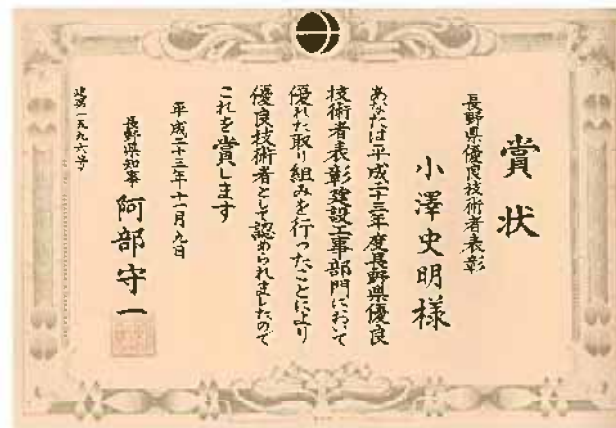 賞状
長野県優良技術者表彰
小澤史明様
あなたは平成二十三年度長野県優良
技術者表彰建設工事部門において
優れた取り組みを行ったことにより
優良技術者として認められましたので
これを賞します
平成二十三年十一月九日
長野県知事 阿部守一